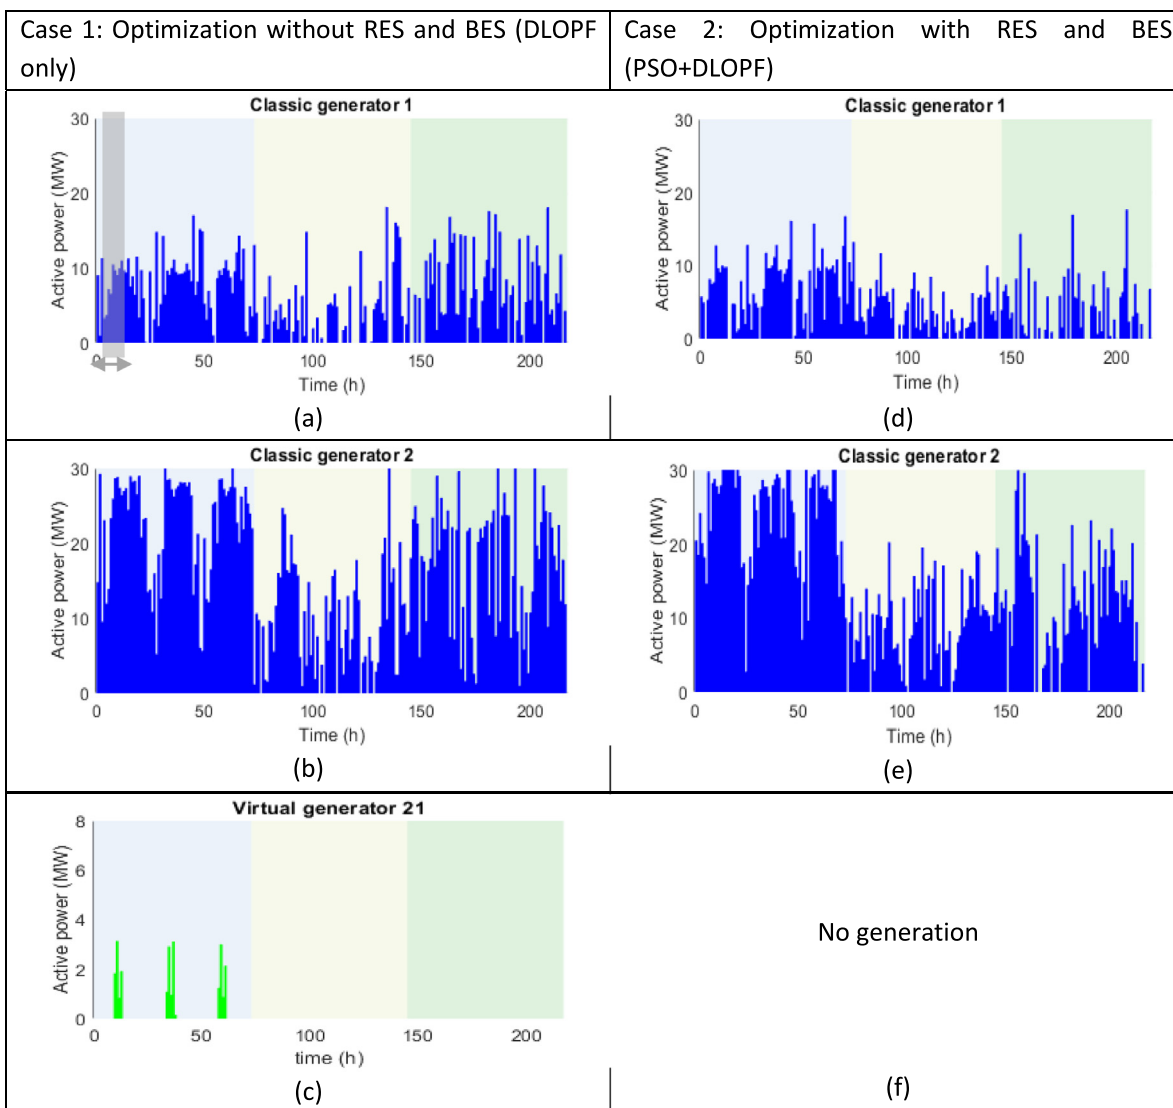 Case 1: Optimization without RES and BES (DLOPF
only)
Case 2: Optimization with RES and BES
(PSO+DLOPF)
Classic generator 1
Active power (MW)
30
20
10
0
0 50 100 150 200
Time (h)
(a)
Classic generator 1
Active power (MW)
30
20
10
0
0 50 100 150 200
Time (h)
(d)
Classic generator 2
Active power (MW)
30
20
10
0
0 50 100 150 200
Time (h)
(b)
Classic generator 2
Active power (MW)
30
20
10
0
0 50 100 150 200
Time (h)
(e)
Virtual generator 21
Active power (MW)
8
6
4
2
0
0 50 100 150 200
time (h)
(c)
No generation
(f)